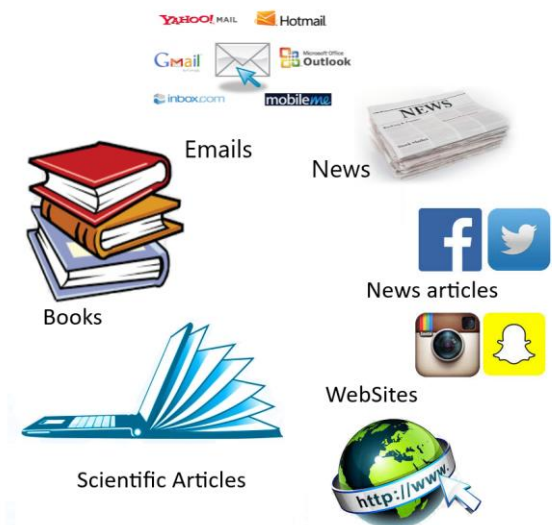 YAHOO! MAIL
Hotmail
Gmail
Microsoft Office
Outlook
inbox.com
mobileme
Emails
NEWS
News
News articles
Books
WebSites
Scientific Articles
http://www.